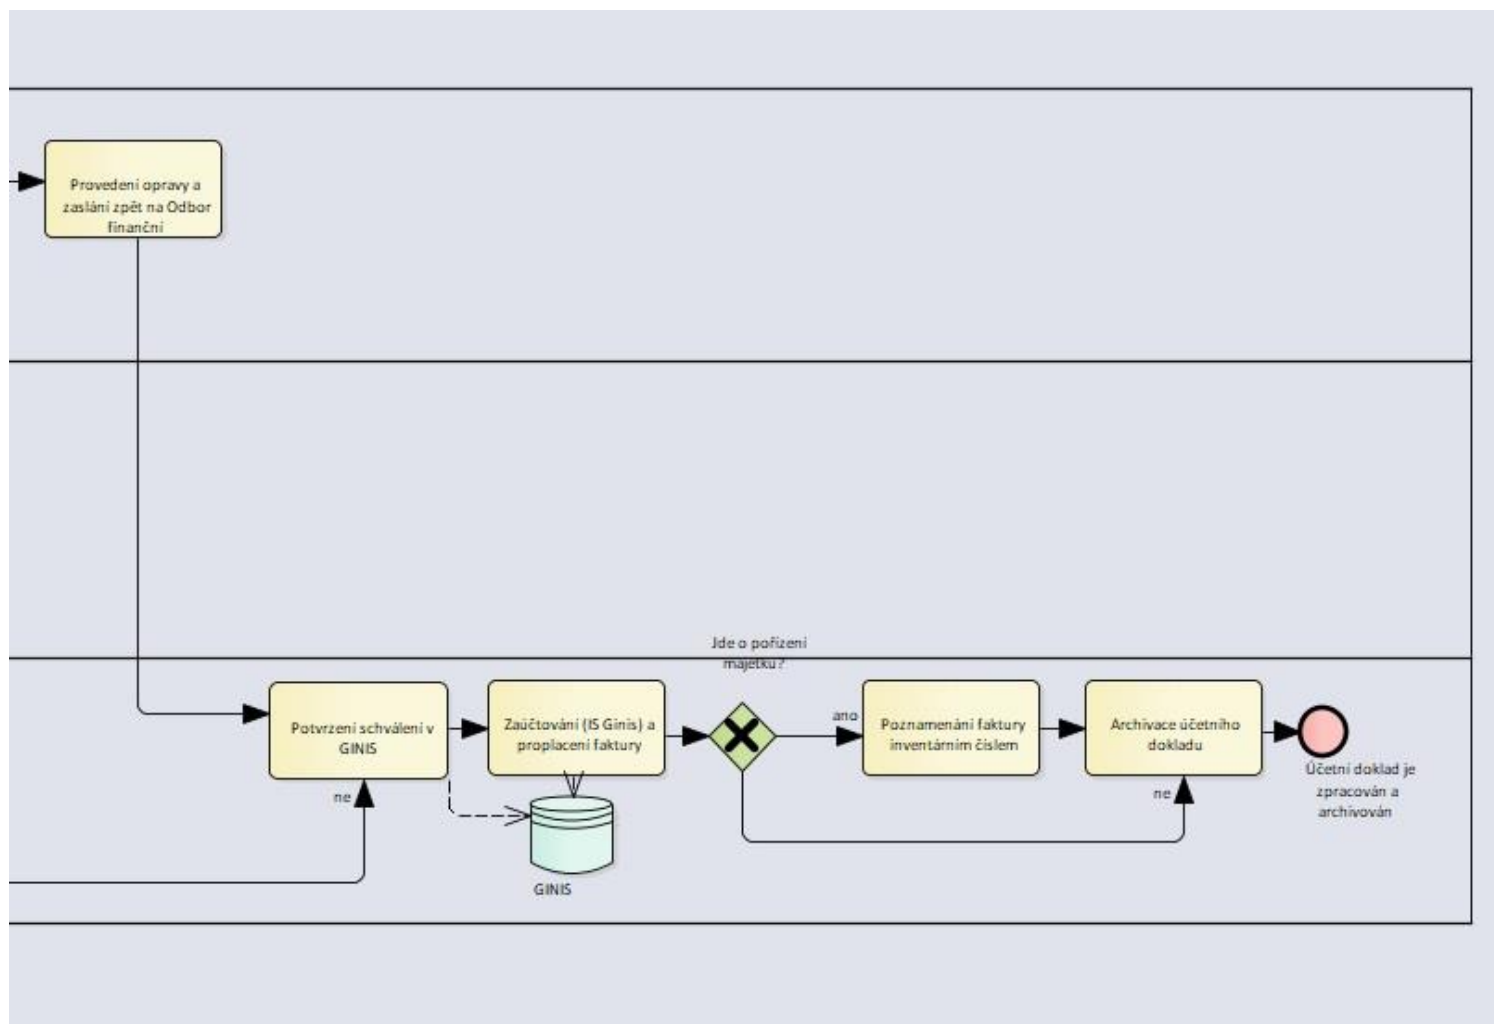 Provedení opravy a
zaslání zpět na Odbor
finanční
Jde o pořízení
majetku?
Potvrzení schválení v
GINIS
Zaúčtování (IS Ginis) a
proplacení faktury
ano
Poznamenání faktury
inventárním číslem
Archivace účetního
dokladu
Účetní doklad je
zpracován a
archivován
ne
ne
GINIS